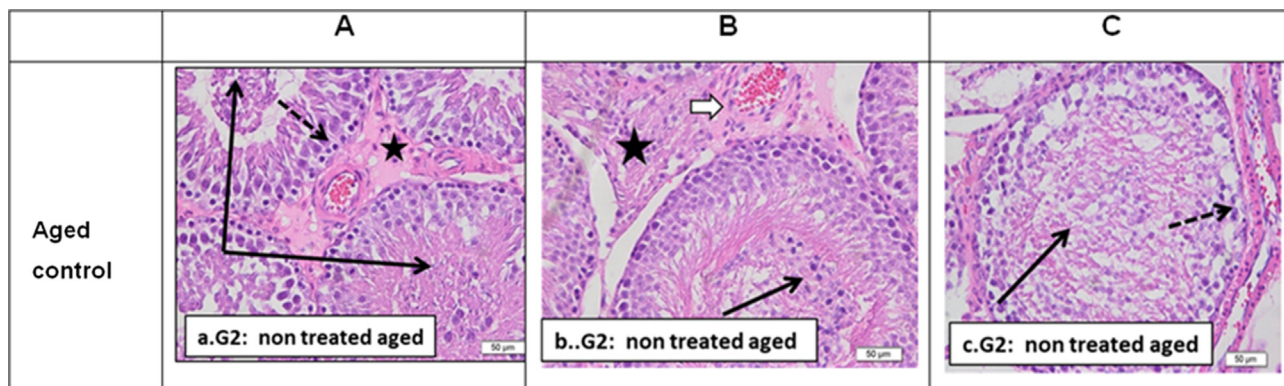 A
B
C
Aged
control
a.G2: non treated aged
50 µm
b..G2: non treated aged
50 µm
c.G2: non treated aged
50 µm